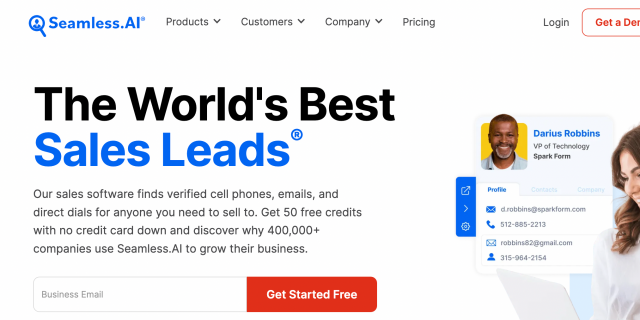 Seamless.AI®
Products
Customers
Company
Pricing
Login
Get a Der
The World's Best
Sales Leads®
Our sales software finds verified cell phones, emails, and
direct dials for anyone you need to sell to. Get 50 free credits
with no credit card down and discover why 400,000+
companies use Seamless.AI to grow their business.
Business Email
Get Started Free
Darius Robbins
VP of Technology
Spark Form
Profile
Contacts
Company
d.robbins@sparkform.com
512-885-2213
robbins82@gmail.com
315-964-2154